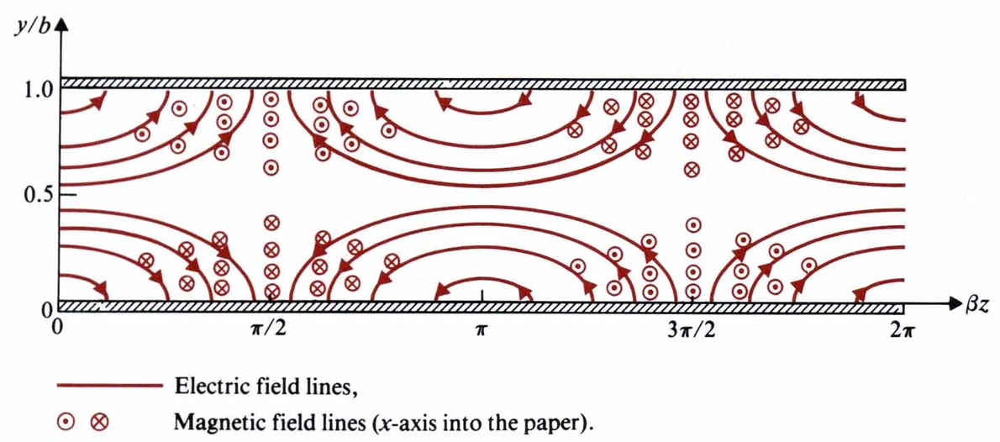 y/b
1.0
0.5
0
0 π/2 π 3π/2 2π
βz
Electric field lines,
Magnetic field lines (x-axis into the paper).